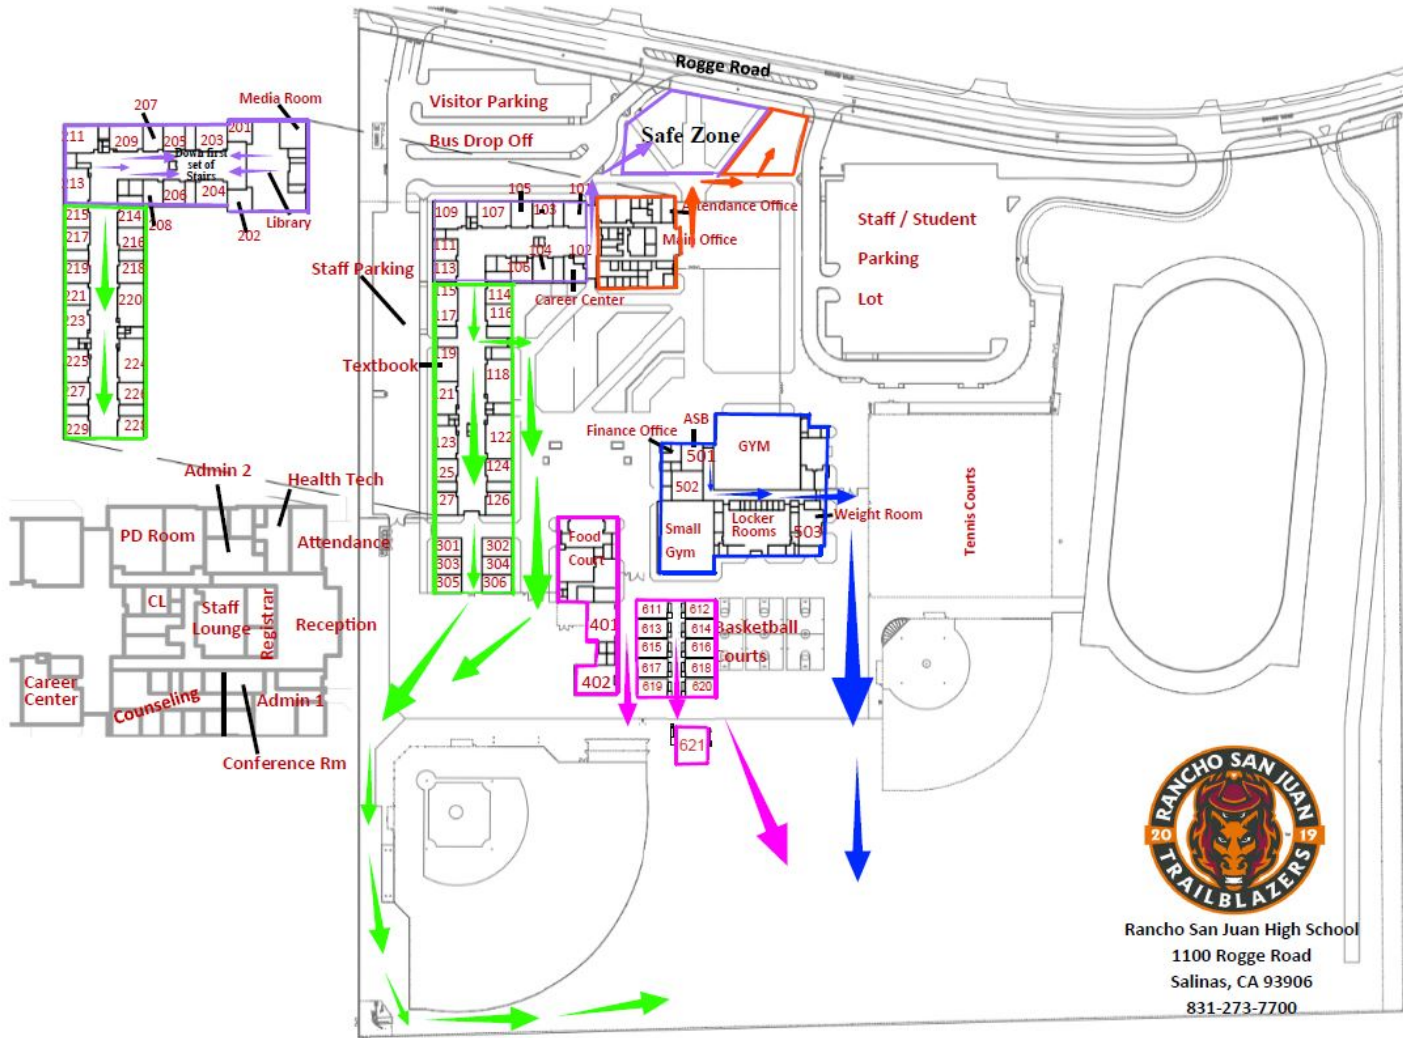 Rogge Road
Visitor Parking
Bus Drop Off
Safe Zone
207
Media Room
211
209
205
203
201
Down first
set of
Stairs
213
206
204
208
202
Library
215
214
217
216
219
218
221
220
223
225
224
227
226
229
228
105
101
109
107
103
Attendance Office
Main Office
111
104
102
113
106
Career Center
Staff Parking
115
114
117
116
Textbook
119
118
121
123
122
125
124
127
126
301
302
303
304
305
306
Staff / Student
Parking
Lot
ASB
Finance Office
501
GYM
502
Small
Gym
Locker
Rooms
503
Weight Room
Tennis Courts
Food
Court
401
402
611
612
613
614
615
616
617
618
619
620
621
Basketball
Courts
Admin 2
Health Tech
PD Room
Attendance
CL
Staff
Lounge
Registrar
Reception
Career
Center
Counseling
Admin 1
Conference Rm
RANCHO SAN JUAN
20 19
TRAILBLAZERS
Rancho San Juan High School
1100 Rogge Road
Salinas, CA 93906
831-273-7700